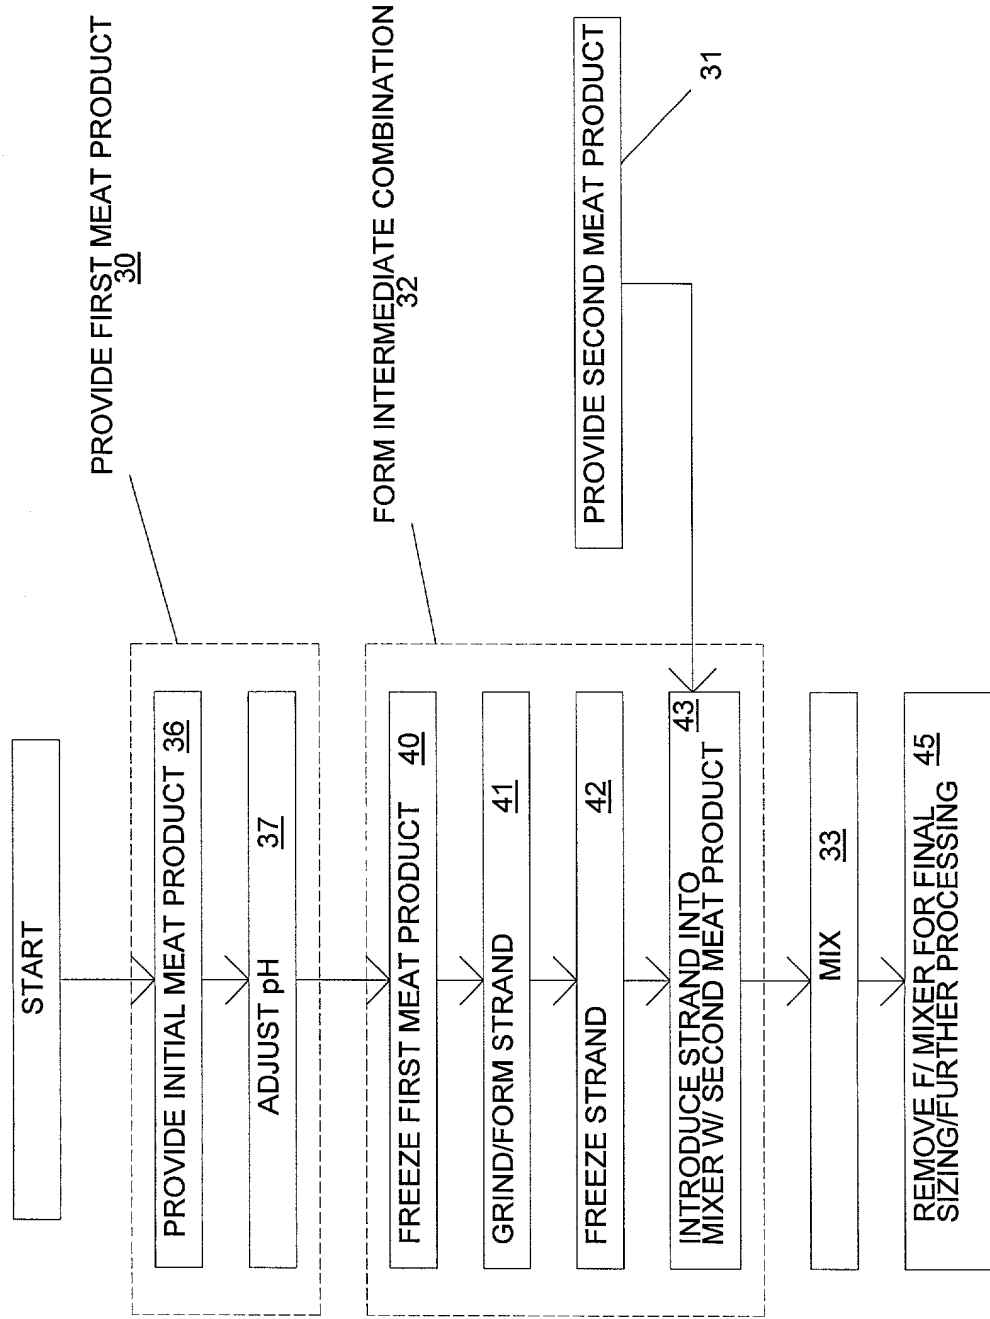 START
PROVIDE FIRST MEAT PRODUCT
30
PROVIDE INITIAL MEAT PRODUCT 36
ADJUST pH 37
FORM INTERMEDIATE COMBINATION
32
FREEZE FIRST MEAT PRODUCT 40
GRIND/FORM STRAND 41
FREEZE STRAND 42
PROVIDE SECOND MEAT PRODUCT
31
INTRODUCE STRAND INTO 43
MIXER W/ SECOND MEAT PRODUCT
MIX 33
REMOVE F/ MIXER FOR FINAL 45
SIZING/FURTHER PROCESSING